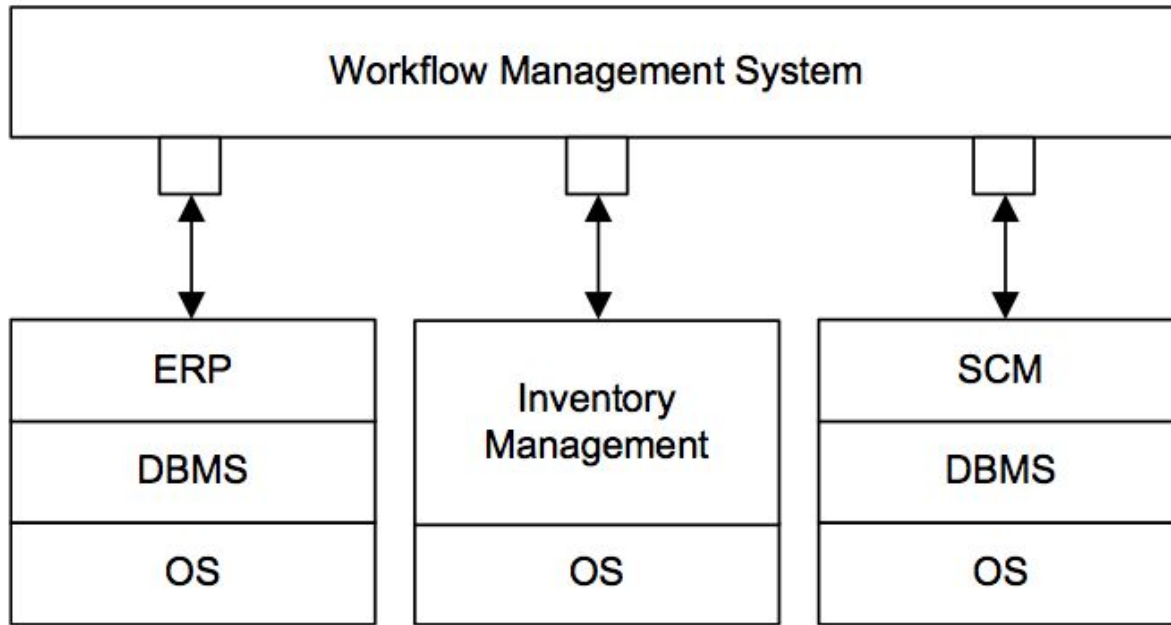 Workflow Management System
ERP
DBMS
OS
Inventory
Management
OS
SCM
DBMS
OS